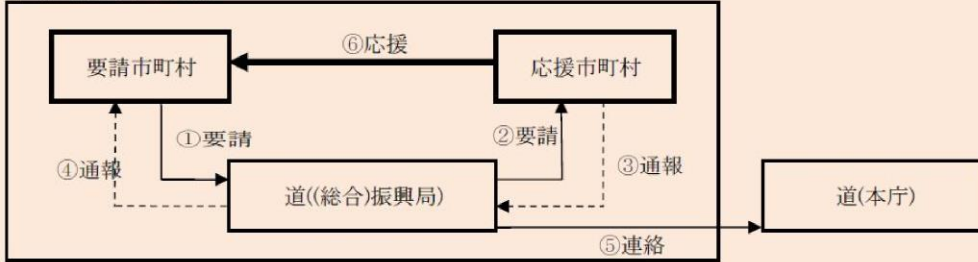 ⑥応援
要請市町村
応援市町村
①要請
②要請
④通報
③通報
道((総合)振興局)
道(本庁)
⑤連絡